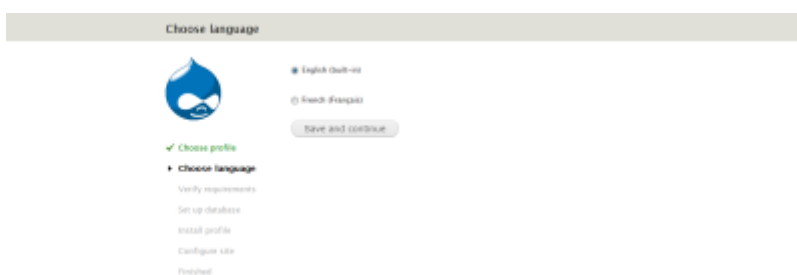 Choose language
English (built-in)
French (Français)
Save and continue
Choose profile
Choose language
Verify requirements
Set up database
Install profile
Configure site
Finished